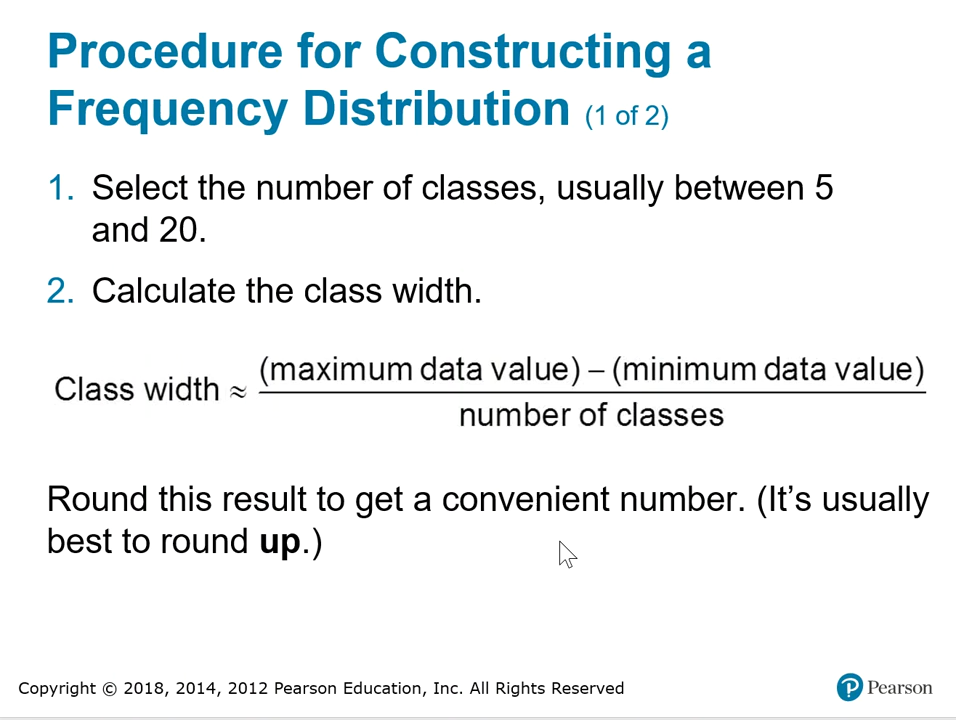 Procedure for Constructing a
Frequency Distribution (1 of 2)
1. Select the number of classes, usually between 5
and 20.
2. Calculate the class width.
(maximum data value) – (minimum data value)
Class width ≈
number of classes
Round this result to get a convenient number. (It’s usually
best to round up.)
Copyright © 2018, 2014, 2012 Pearson Education, Inc. All Rights Reserved
P Pearson